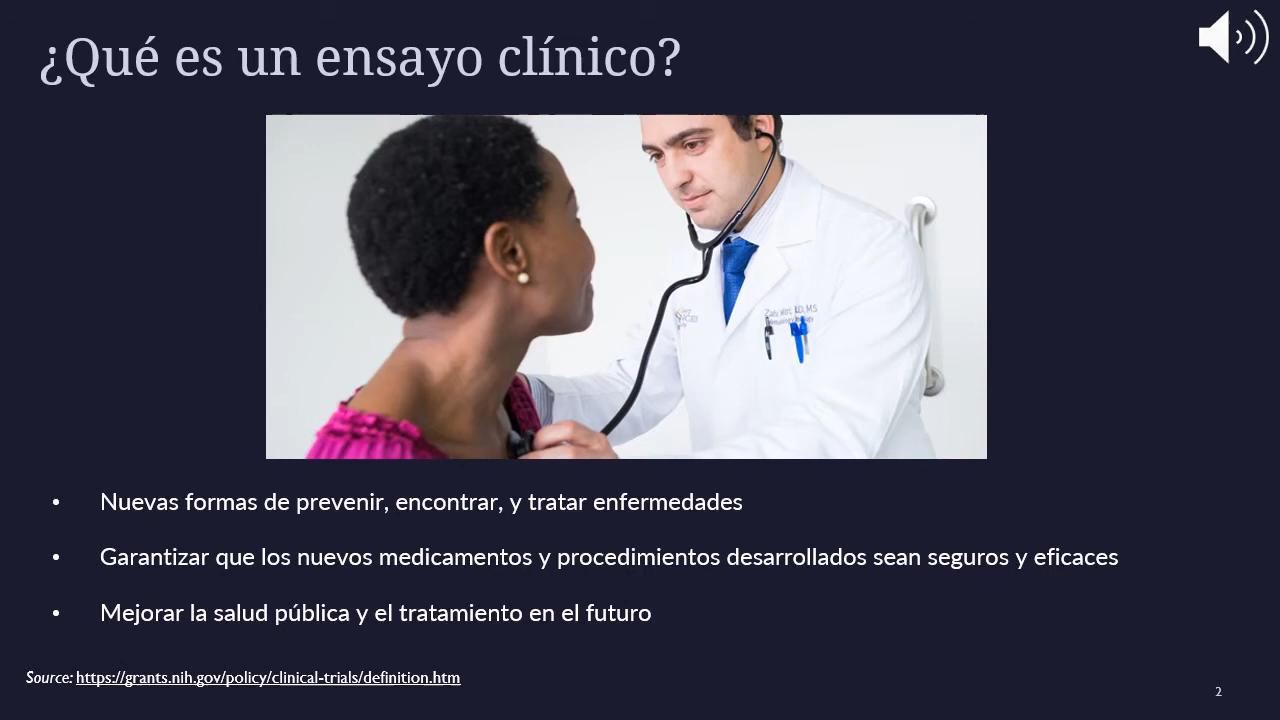 ¿Qué es un ensayo clínico?
• Nuevas formas de prevenir, encontrar, y tratar enfermedades
• Garantizar que los nuevos medicamentos y procedimientos desarrollados sean seguros y eficaces
• Mejorar la salud pública y el tratamiento en el futuro
Source: https://grants.nih.gov/policy/clinical-trials/definition.htm
2